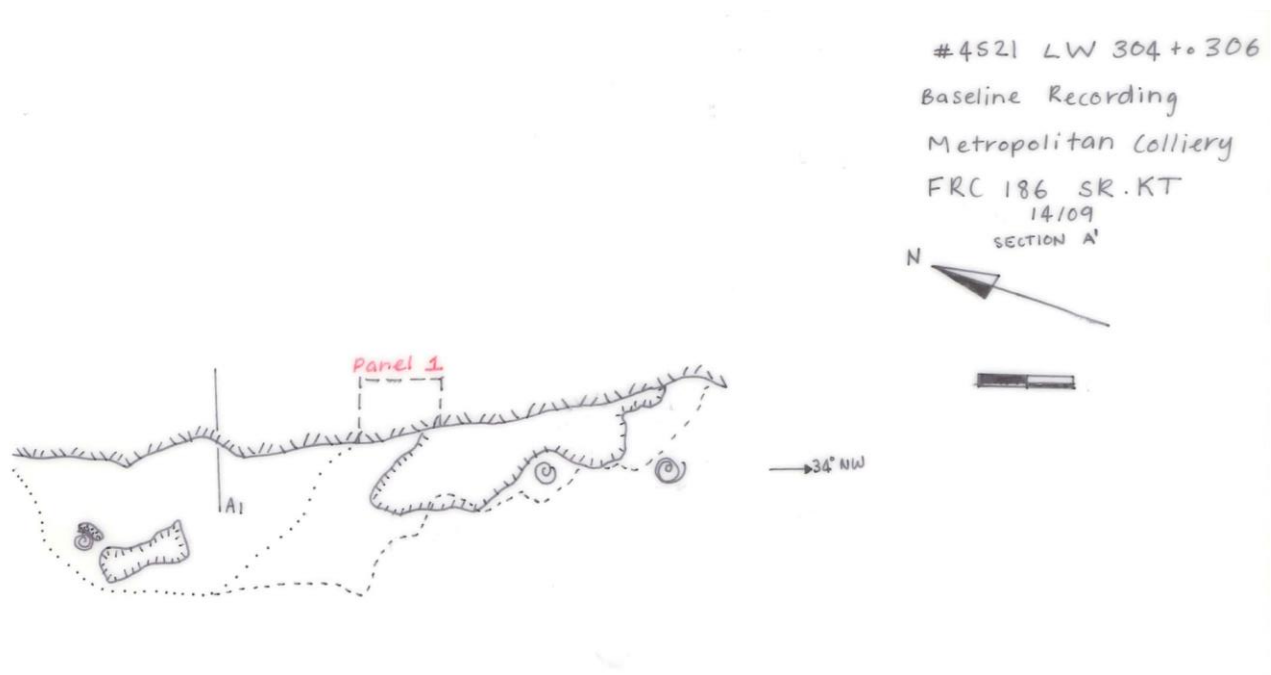 #4521 LW 304 to 306
Baseline Recording
Metropolitan Colliery
FRC 186 SR.KT
14/09
SECTION A'
N
Panel 1
34° NW
A1